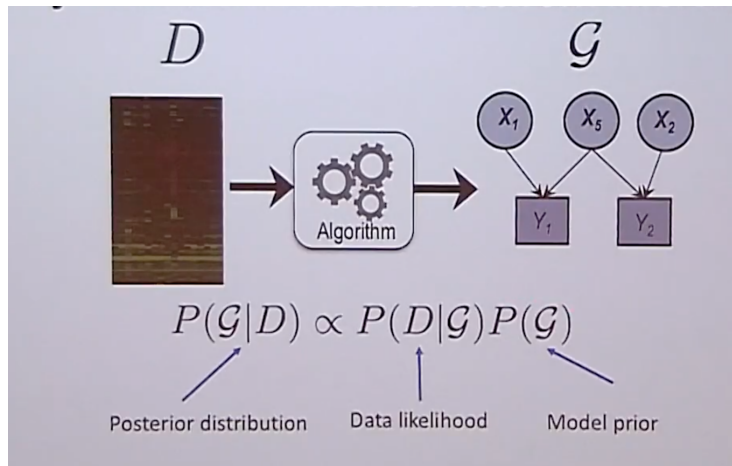 D
𝒢
X₁ X₅ X₂
Y₁ Y₂
Algorithm
P(𝒢|D) ∝ P(D|𝒢)P(𝒢)
Posterior distribution Data likelihood Model prior